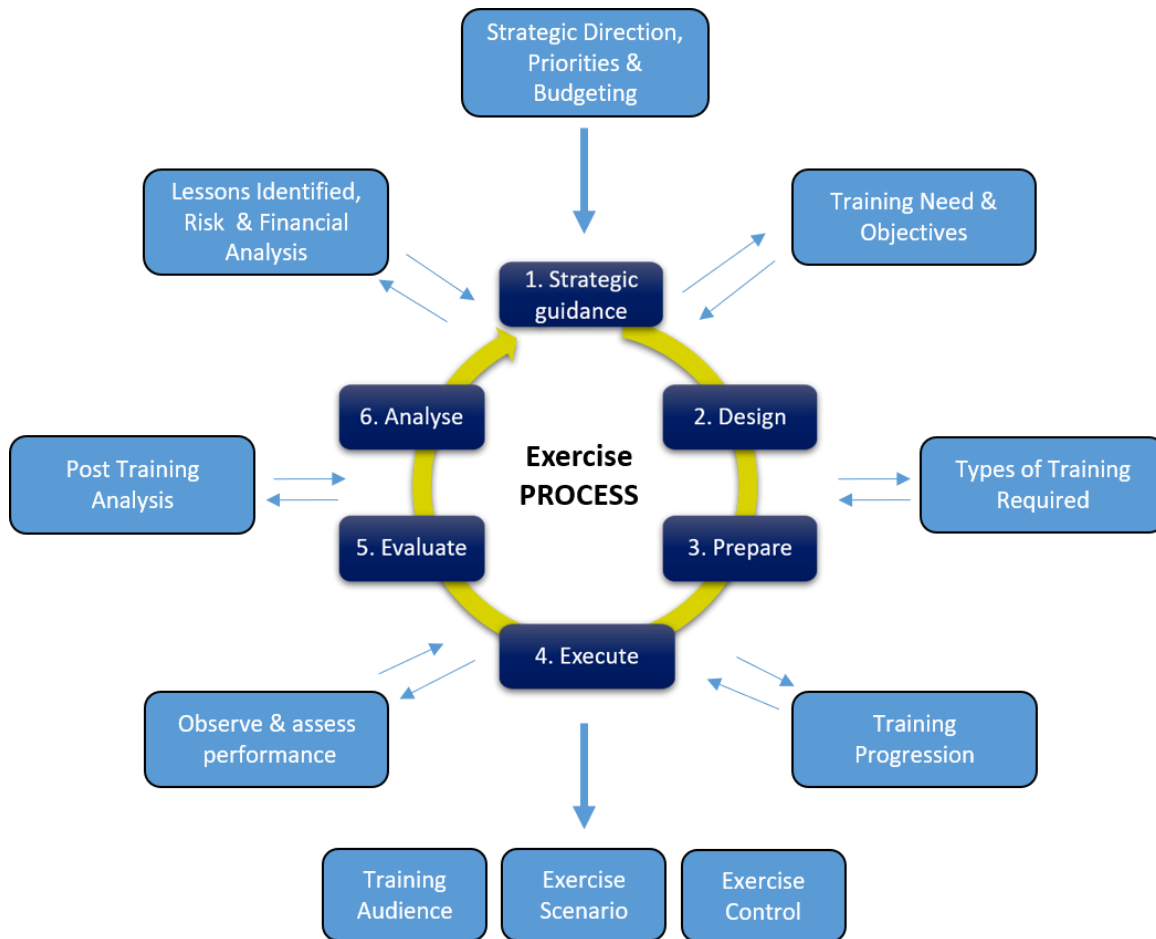 Strategic Direction,
Priorities &
Budgeting
Lessons Identified,
Risk & Financial
Analysis
Training Need &
Objectives
1. Strategic
guidance
6. Analyse
2. Design
Exercise
PROCESS
Post Training
Analysis
Types of Training
Required
5. Evaluate
3. Prepare
4. Execute
Observe & assess
performance
Training
Progression
Training
Audience
Exercise
Scenario
Exercise
Control